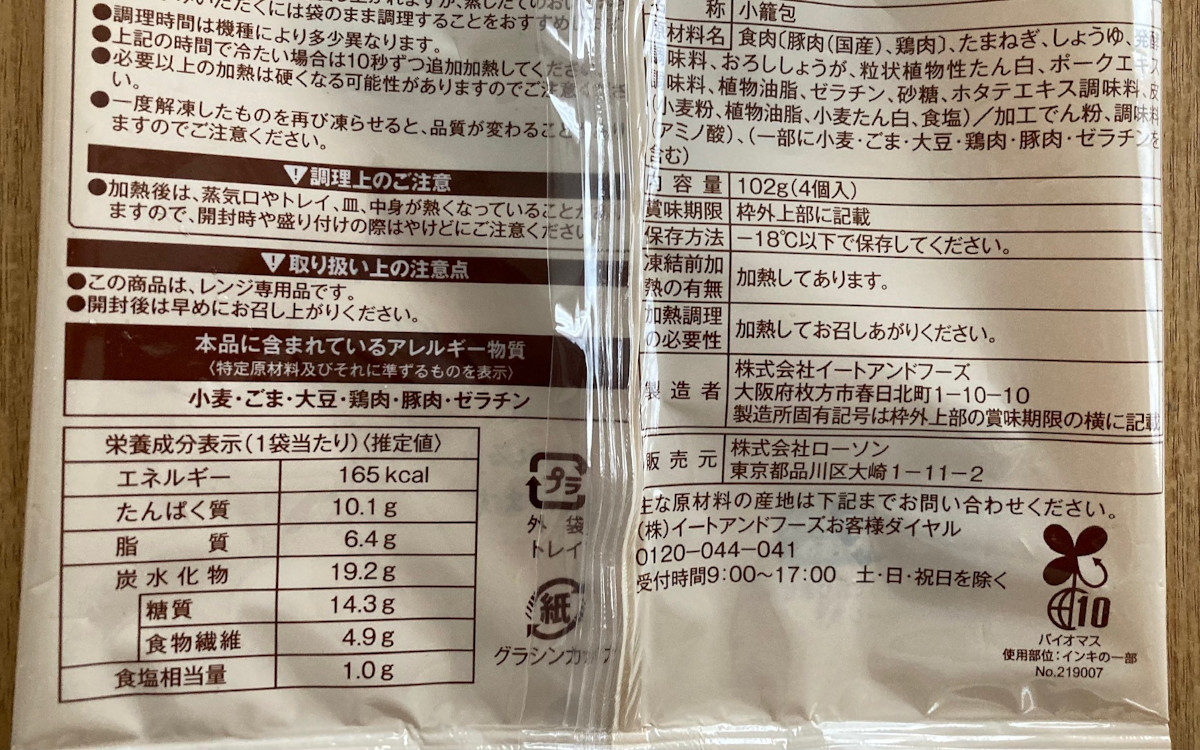 いただくには袋のまま調理することをおすすめし
●調理時間は機種により多少異なります。
●上記の時間で冷たい場合は10秒ずつ追加加熱してくださ
●必要以上の加熱は硬くなる可能性がありますのでご注意くださ
い。
●一度解凍したものを再び凍らせると、品質が変わること
ますのでご注意ください。
調理上のご注意
●加熱後は、蒸気口やトレイ、皿、中身が熱くなっていることが
ますので、開封時や盛り付けの際はやけどにご注意ください
取り扱い上の注意点
●この商品は、レンジ専用品です。
●開封後は早めにお召し上がりください。
本品に含まれているアレルギー物質
〈特定原材料及びそれに準ずるものを表示〉
小麦・ごま・大豆・鶏肉・豚肉・ゼラチン
栄養成分表示(1袋当たり)〈推定値〉
エネルギー 165kcal
たんぱく質 10.1g
脂質 6.4g
炭水化物 19.2g
糖質 14.3g
食物繊維 4.9g
食塩相当量 1.0g
プラ
外袋
トレイ
紙
グラシンカップ
称 小籠包
原材料名 食肉〔豚肉(国産)、鶏肉〕、たまねぎ、しょうゆ、発酵
調味料、おろししょうが、粒状植物性たん白、ポークエキス
調味料、植物油脂、ゼラチン、砂糖、ホタテエキス調味料、皮
(小麦粉、植物油脂、小麦たん白、食塩)／加工でん粉、調味料
(アミノ酸)、(一部に小麦・ごま・大豆・鶏肉・豚肉・ゼラチンを
含む)
内容量 102g(4個入)
賞味期限 枠外上部に記載
保存方法 −18℃以下で保存してください。
凍結前加熱の有無 加熱してあります。
加熱調理の必要性 加熱してお召しあがりください。
製造者 株式会社イートアンドフーズ
大阪府枚方市春日北町1-10-10
製造所固有記号は枠外上部の賞味期限の横に記載
販売元 株式会社ローソン
東京都品川区大崎1-11-2
主な原材料の産地は下記までお問い合わせください。
(株)イートアンドフーズお客様ダイヤル
0120-044-041
受付時間9:00〜17:00 土・日・祝日を除く
10
バイオマス
使用部位:インキの一部
No.219007